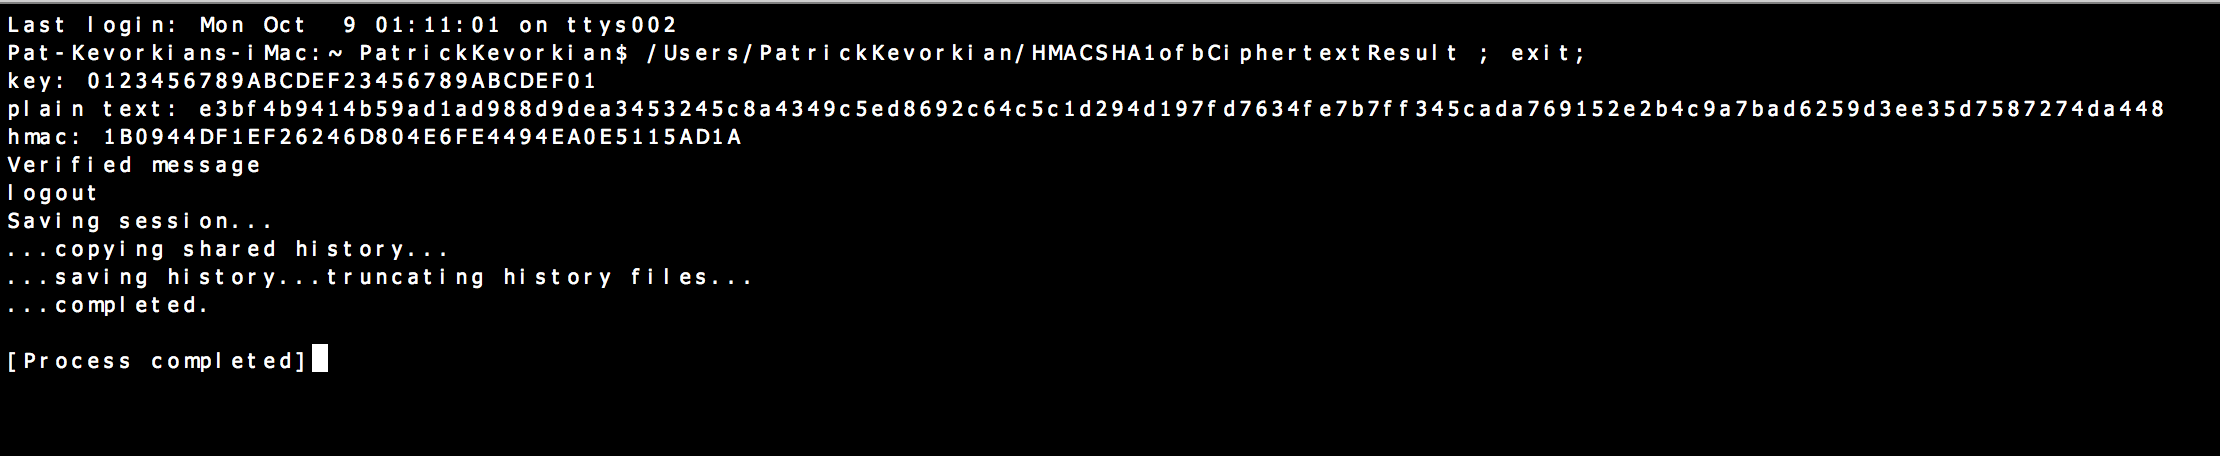 Last login: Mon Oct  9 01:11:01 on ttys002
Pat-Kevorkians-iMac:~ PatrickKevorkian$ /Users/PatrickKevorkian/HMACSHA1ofbCiphertextResult ; exit;
key: 0123456789ABCDEF23456789ABCDEF01
plain text: e3bf4b9414b59ad1ad988d9dea3453245c8a4349c5ed8692c64c5c1d294d197fd7634fe7b7ff345cada769152e2b4c9a7bad6259d3ee35d7587274da448
hmac: 1B0944DF1EF26246D804E6FE4494EA0E5115AD1A
Verified message
logout
Saving session...
...copying shared history...
...saving history...truncating history files...
...completed.
[Process completed]